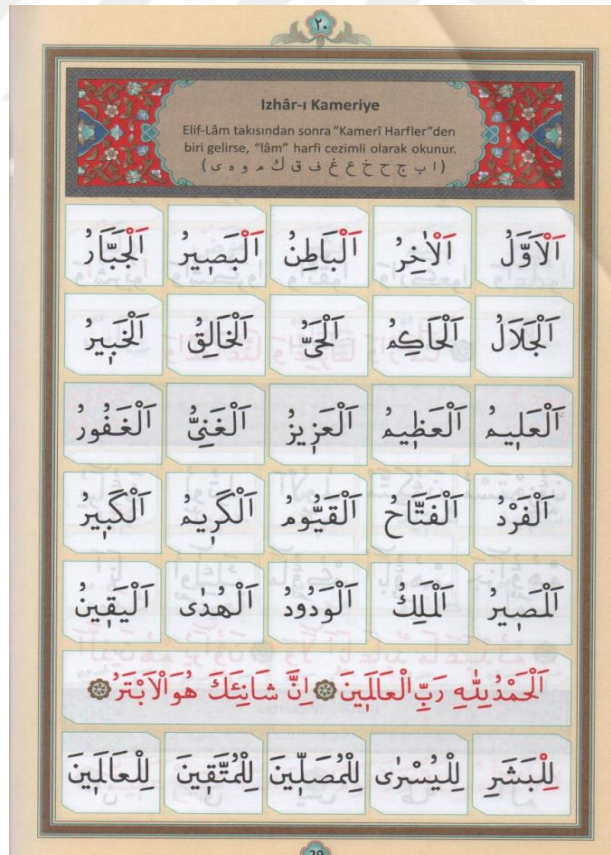 ٢٠
Izhâr-ı Kameriye
Elif-Lâm takısından sonra "Kamerî Harfler"den
biri gelirse, "lâm" harfi cezimli olarak okunur.
( ا ب ج ح خ ع غ ف ق ك م و ه ى )
اَلْاَوَّلُ اَلْاٰخِرُ اَلْبَاطِنُ اَلْبَصٖيرُ اَلْجَبَّارُ
اَلْجَلَالُ اَلْحَاكِمُ اَلْحَىُّ اَلْخَالِقُ اَلْخَبٖيرُ
اَلْعَلٖيمُ اَلْعَظٖيمُ اَلْعَزٖيزُ اَلْغَنِىُّ اَلْغَفُورُ
اَلْفَرْدُ اَلْفَتَّاحُ اَلْقَيُّومُ اَلْكَرٖيمُ اَلْكَبٖيرُ
اَلْمَصٖيرُ اَلْمَلِكُ اَلْوَدُودُ اَلْهُدٰى اَلْيَقٖينُ
اَلْحَمْدُ لِلّٰهِ رَبِّ الْعَالَمٖينَ ۞ اِنَّ شَانِئَكَ هُوَ الْاَبْتَرُ ۞
لِلْبَشَرِ لِلْيُسْرٰى لِلْمُصَلّٖينَ لِلْمُتَّقٖينَ لِلْعَالَمٖينَ
20